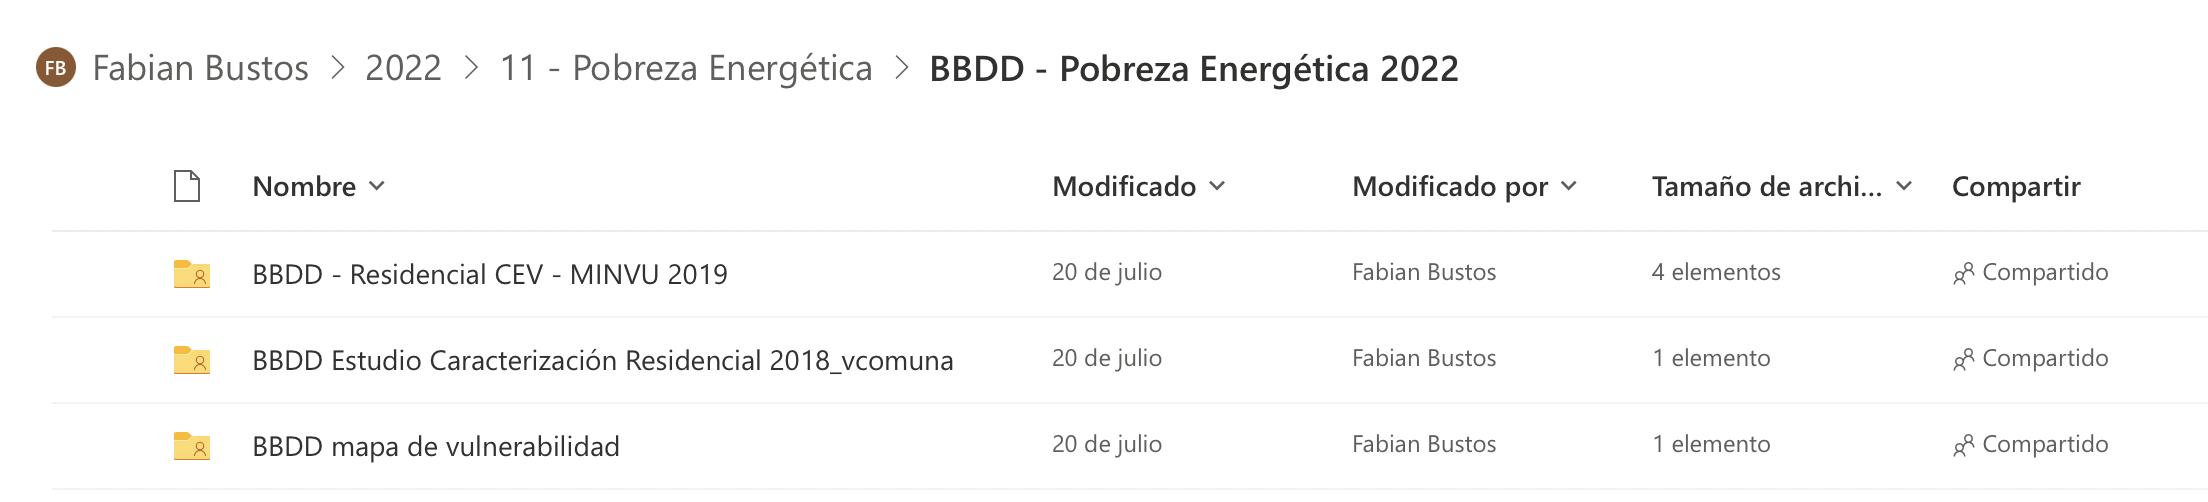 FB Fabian Bustos > 2022 > 11 - Pobreza Energética > BBDD - Pobreza Energética 2022
Nombre Modificado Modificado por Tamaño de archi... Compartir
BBDD - Residencial CEV - MINVU 2019 20 de julio Fabian Bustos 4 elementos Compartido
BBDD Estudio Caracterización Residencial 2018_vcomuna 20 de julio Fabian Bustos 1 elemento Compartido
BBDD mapa de vulnerabilidad 20 de julio Fabian Bustos 1 elemento Compartido